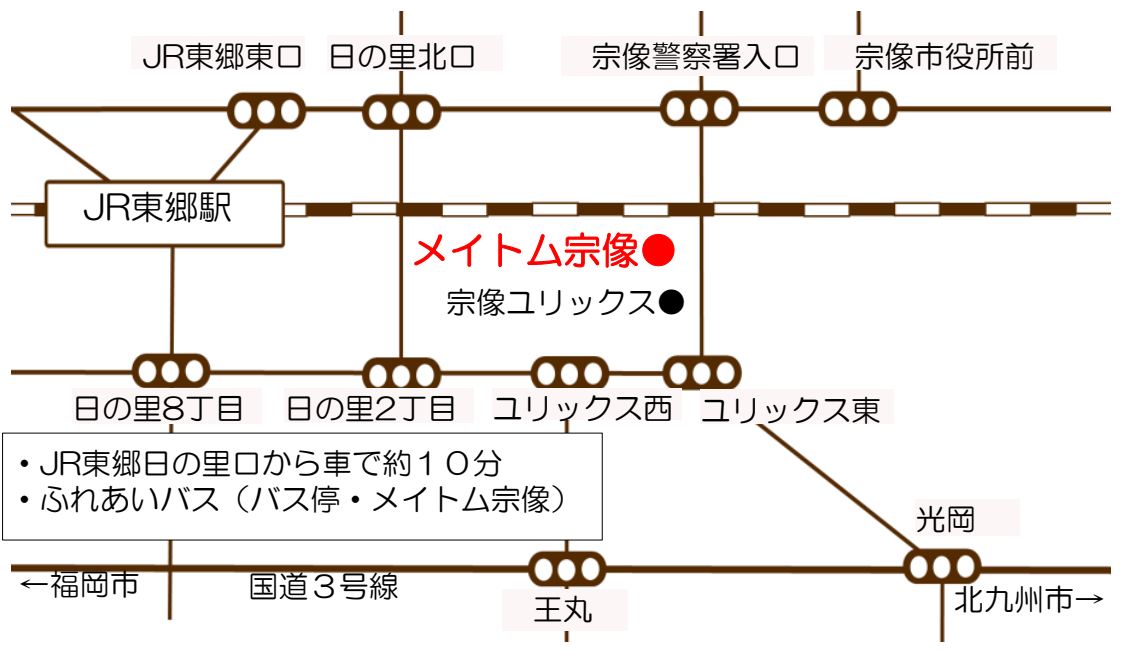 JR東郷東口
日の里北口
宗像警察署入口
宗像市役所前
JR東郷駅
メイトム宗像●
宗像ユリックス●
日の里8丁目
日の里2丁目
ユリックス西
ユリックス東
・JR東郷日の里口から車で約１０分
・ふれあいバス（バス停・メイトム宗像）
光岡
←福岡市
国道３号線
王丸
北九州市→